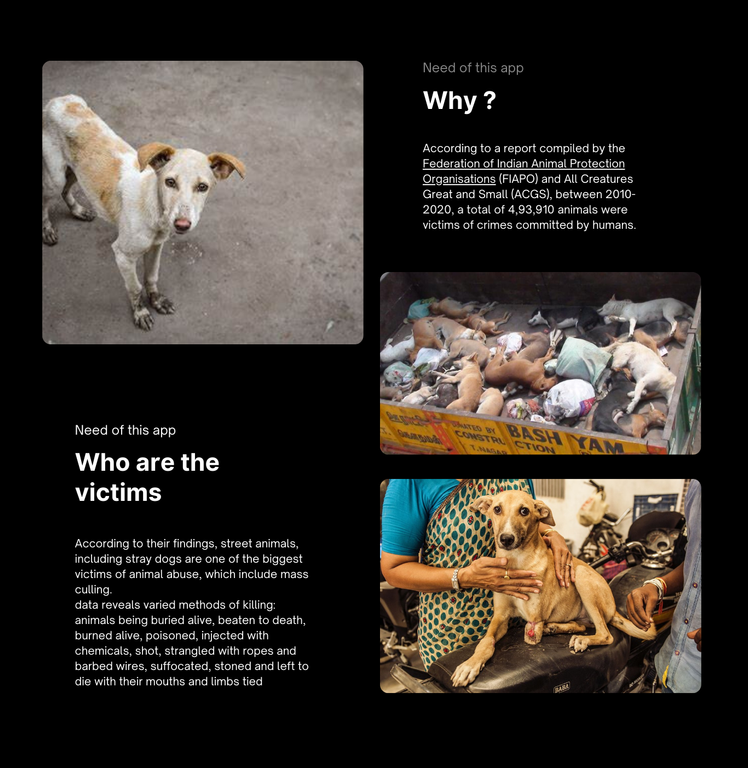 Need of this app
Why ?
According to a report compiled by the
Federation of Indian Animal Protection
Organisations (FIAPO) and All Creatures
Great and Small (ACGS), between 2010-
2020, a total of 4,93,910 animals were
victims of crimes committed by humans.
BASH YAM
CONSTRUCTION
T.NAGAR
Need of this app
Who are the
victims
According to their findings, street animals,
including stray dogs are one of the biggest
victims of animal abuse, which include mass
culling.
data reveals varied methods of killing:
animals being buried alive, beaten to death,
burned alive, poisoned, injected with
chemicals, shot, strangled with ropes and
barbed wires, suffocated, stoned and left to
die with their mouths and limbs tied